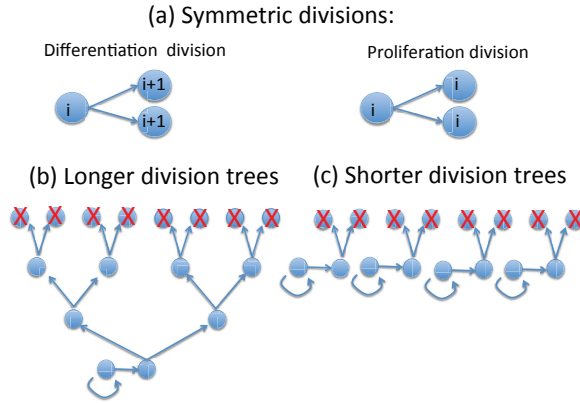 (a) Symmetric divisions:
Differentiation division
Proliferation division
i
i+1
i+1
i
i
i
(b) Longer division trees
(c) Shorter division trees
X X X X X X X X
X X X X X X X X